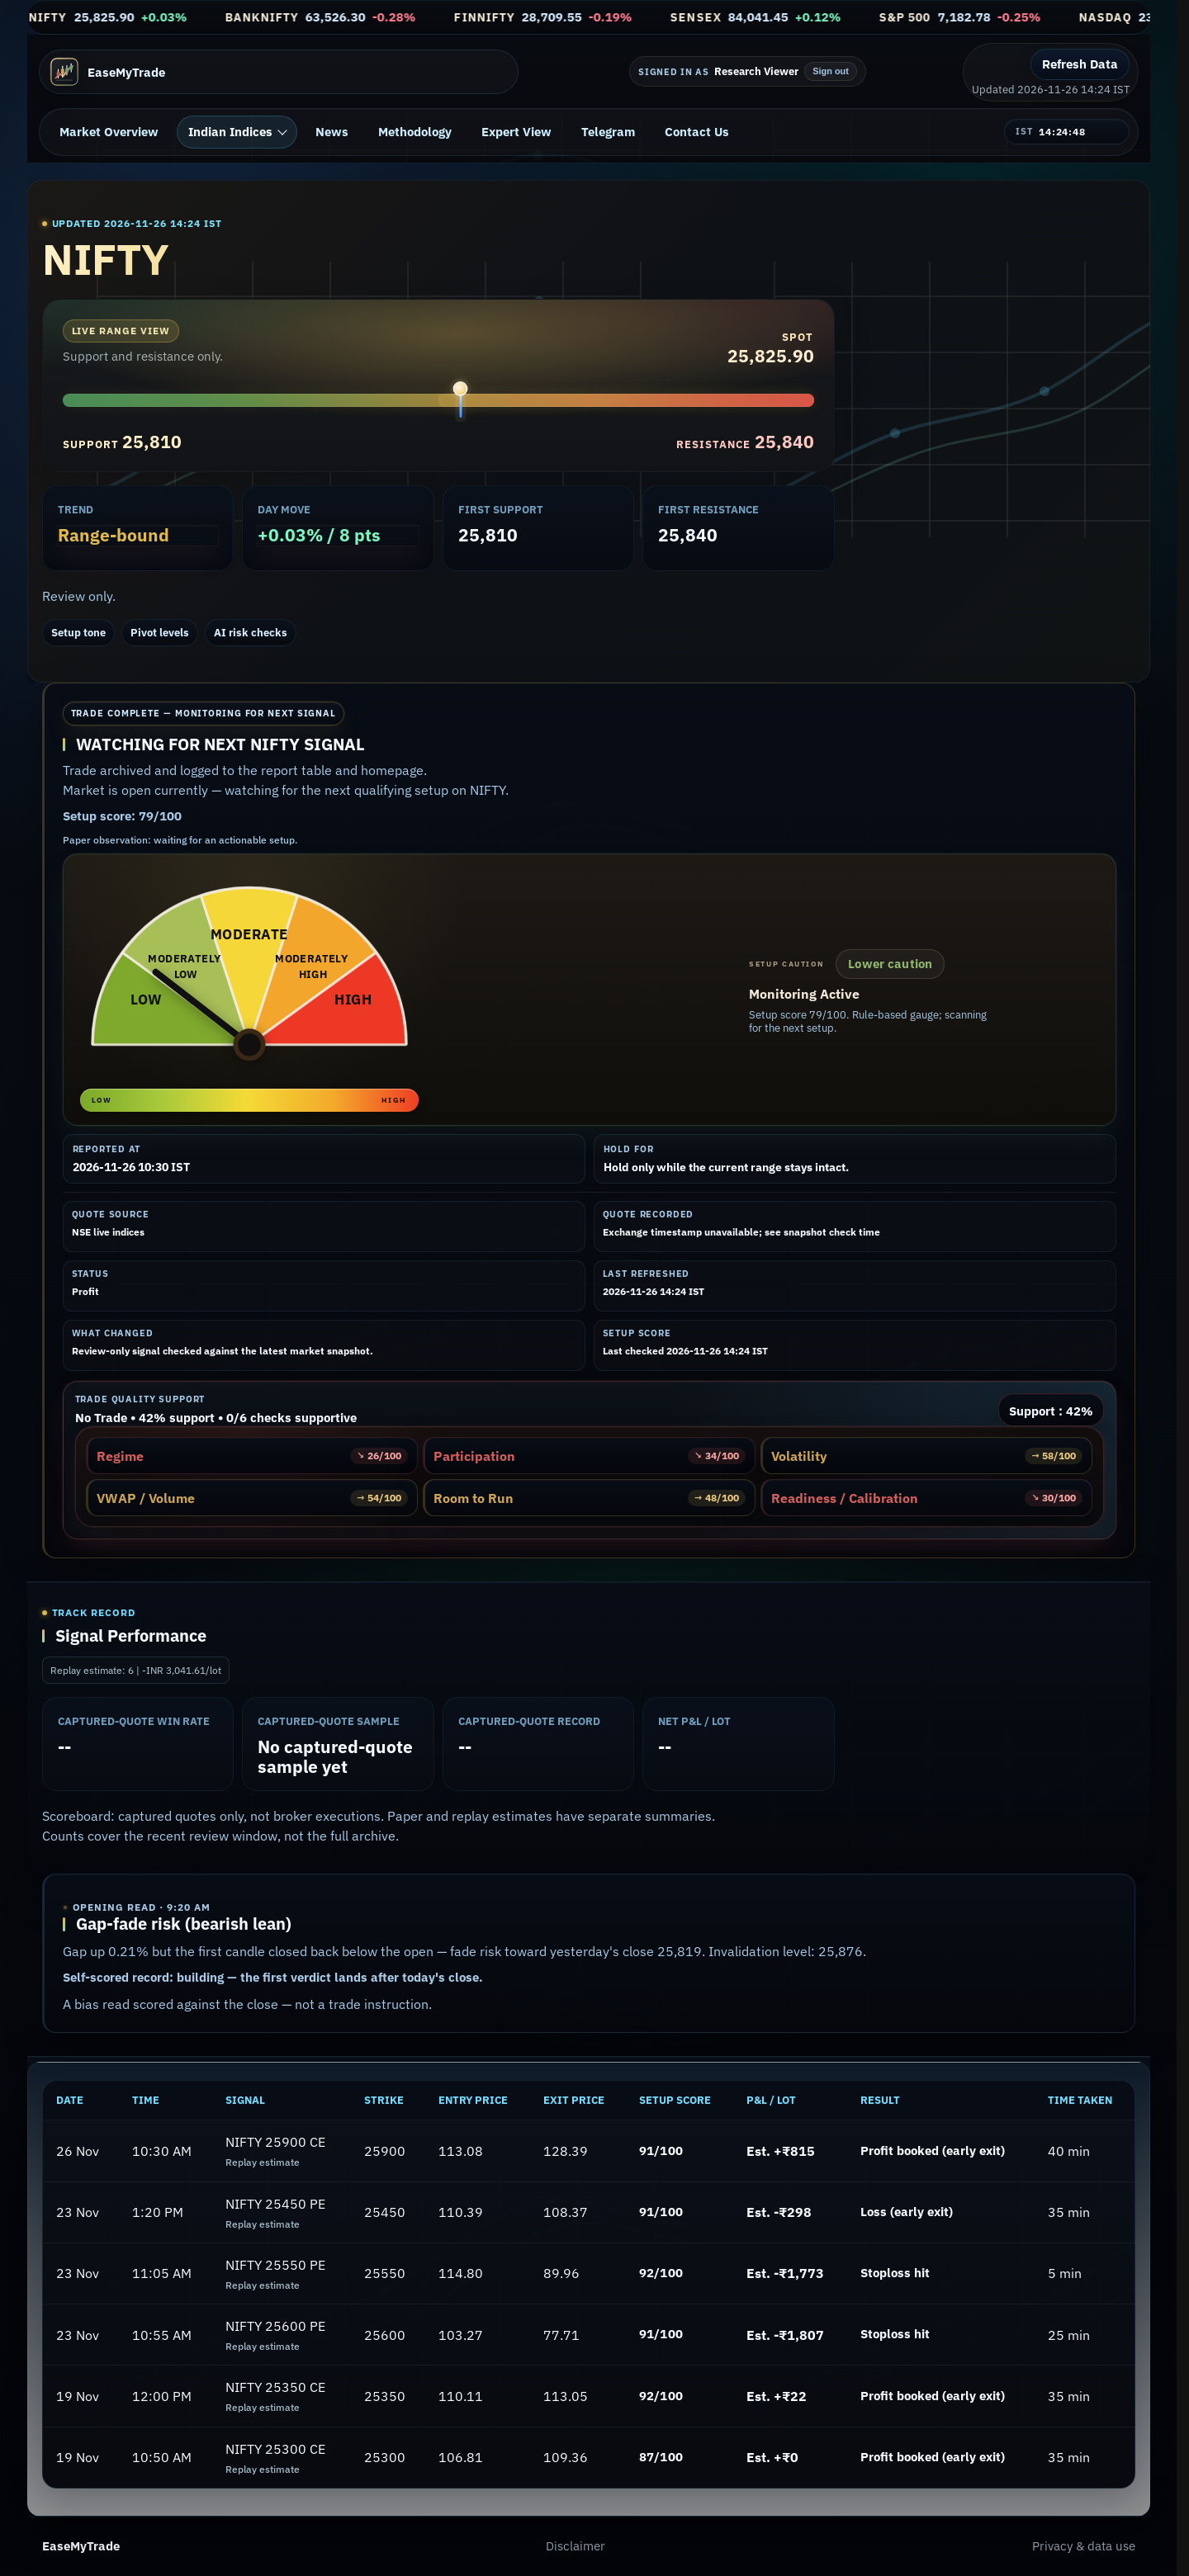 NIFTY 25,825.90 +0.03% BANKNIFTY 63,526.30 -0.28% FINNIFTY 28,709.55 -0.19% SENSEX 84,041.45 +0.12% S&P 500 7,182.78 -0.25% NASDAQ
EaseMyTrade
SIGNED IN AS Research Viewer Sign out
Refresh Data
Updated 2026-11-26 14:24 IST
Market Overview Indian Indices News Methodology Expert View Telegram Contact Us
IST 14:24:48
UPDATED 2026-11-26 14:24 IST
NIFTY
LIVE RANGE VIEW
Support and resistance only.
SPOT
25,825.90
SUPPORT 25,810
RESISTANCE 25,840
TREND
Range-bound
DAY MOVE
+0.03% / 8 pts
FIRST SUPPORT
25,810
FIRST RESISTANCE
25,840
Review only.
Setup tone Pivot levels AI risk checks
TRADE COMPLETE — MONITORING FOR NEXT SIGNAL
WATCHING FOR NEXT NIFTY SIGNAL
Trade archived and logged to the report table and homepage.
Market is open currently — watching for the next qualifying setup on NIFTY.
Setup score: 79/100
Paper observation: waiting for an actionable setup.
LOW
MODERATELY
LOW
MODERATE
MODERATELY
HIGH
HIGH
LOW HIGH
SETUP CAUTION Lower caution
Monitoring Active
Setup score 79/100. Rule-based gauge; scanning
for the next setup.
REPORTED AT
2026-11-26 10:30 IST
HOLD FOR
Hold only while the current range stays intact.
QUOTE SOURCE
NSE live indices
QUOTE RECORDED
Exchange timestamp unavailable; see snapshot check time
STATUS
Profit
LAST REFRESHED
2026-11-26 14:24 IST
WHAT CHANGED
Review-only signal checked against the latest market snapshot.
SETUP SCORE
Last checked 2026-11-26 14:24 IST
TRADE QUALITY SUPPORT
No Trade • 42% support • 0/6 checks supportive
Support : 42%
Regime ↘ 26/100
Participation ↘ 34/100
Volatility → 58/100
VWAP / Volume → 54/100
Room to Run → 48/100
Readiness / Calibration ↘ 30/100
TRACK RECORD
Signal Performance
Replay estimate: 6 | -INR 3,041.61/lot
CAPTURED-QUOTE WIN RATE
--
CAPTURED-QUOTE SAMPLE
No captured-quote
sample yet
CAPTURED-QUOTE RECORD
--
NET P&L / LOT
--
Scoreboard: captured quotes only, not broker executions. Paper and replay estimates have separate summaries.
Counts cover the recent review window, not the full archive.
OPENING READ · 9:20 AM
Gap-fade risk (bearish lean)
Gap up 0.21% but the first candle closed back below the open — fade risk toward yesterday's close 25,819. Invalidation level: 25,876.
Self-scored record: building — the first verdict lands after today's close.
A bias read scored against the close — not a trade instruction.
DATE TIME SIGNAL STRIKE ENTRY PRICE EXIT PRICE SETUP SCORE P&L / LOT RESULT TIME TAKEN
26 Nov 10:30 AM NIFTY 25900 CE 25900 113.08 128.39 91/100 Est. +₹815 Profit booked (early exit) 40 min
Replay estimate
23 Nov 1:20 PM NIFTY 25450 PE 25450 110.39 108.37 91/100 Est. -₹298 Loss (early exit) 35 min
Replay estimate
23 Nov 11:05 AM NIFTY 25550 PE 25550 114.80 89.96 92/100 Est. -₹1,773 Stoploss hit 5 min
Replay estimate
23 Nov 10:55 AM NIFTY 25600 PE 25600 103.27 77.71 91/100 Est. -₹1,807 Stoploss hit 25 min
Replay estimate
19 Nov 12:00 PM NIFTY 25350 CE 25350 110.11 113.05 92/100 Est. +₹22 Profit booked (early exit) 35 min
Replay estimate
19 Nov 10:50 AM NIFTY 25300 CE 25300 106.81 109.36 87/100 Est. +₹0 Profit booked (early exit) 35 min
Replay estimate
EaseMyTrade Disclaimer Privacy & data use